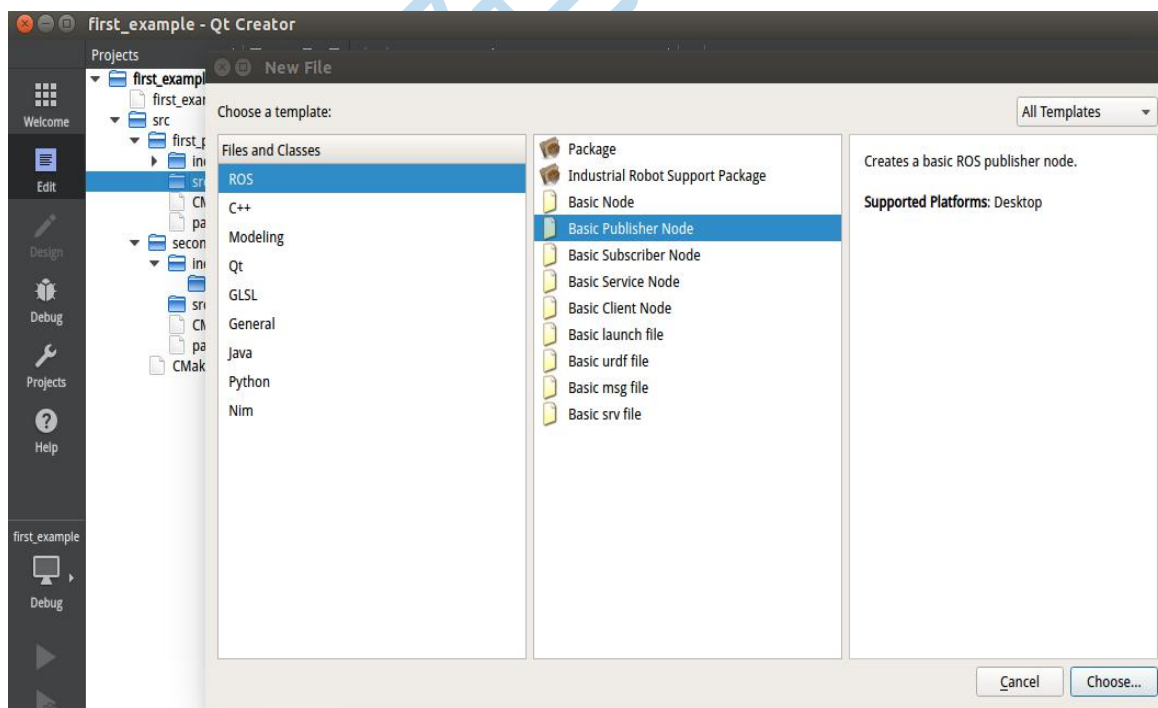 first_example - Qt Creator
Projects
New File
first_exampl
first_exar
src
first_p
in
sr
CM
pa
secon
in
sr
CM
pa
CMak
Welcome
Edit
Design
Debug
Projects
Help
first_example
Debug
Choose a template:
All Templates
Files and Classes
ROS
C++
Modeling
Qt
GLSL
General
Java
Python
Nim
Package
Industrial Robot Support Package
Basic Node
Basic Publisher Node
Basic Subscriber Node
Basic Service Node
Basic Client Node
Basic launch file
Basic urdf file
Basic msg file
Basic srv file
Creates a basic ROS publisher node.
Supported Platforms: Desktop
Cancel
Choose...